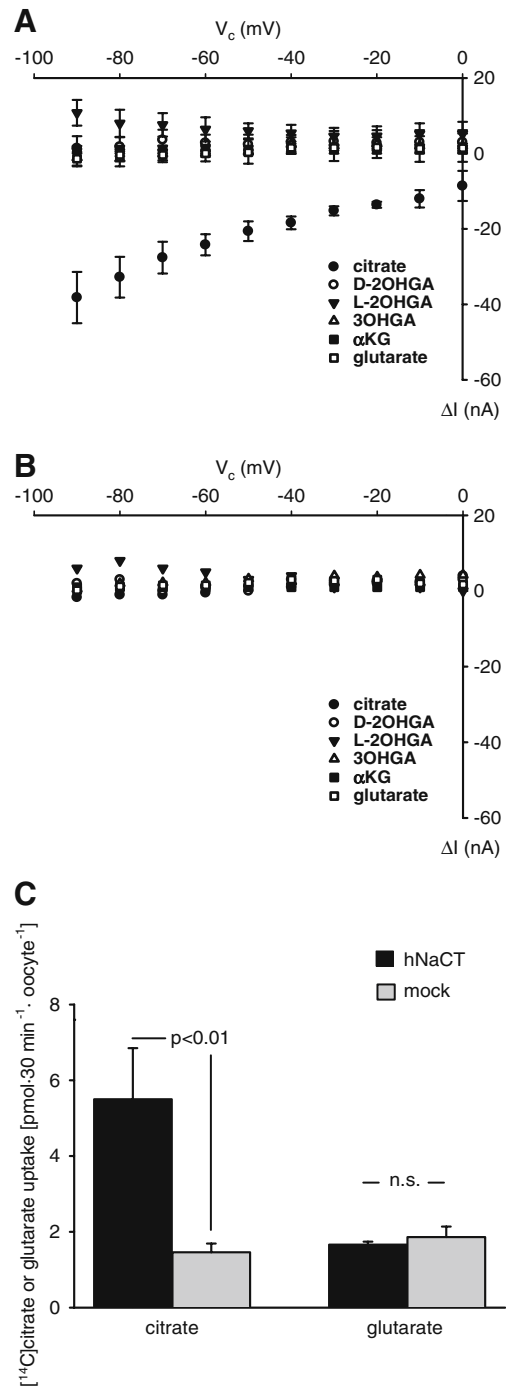 A
V_c (mV)
-100 -80 -60 -40 -20 0
20
0
-20
-40
-60
citrate
D-2OHGA
L-2OHGA
3OHGA
αKG
glutarate
ΔI (nA)
B
V_c (mV)
-100 -80 -60 -40 -20 0
20
0
-20
-40
-60
citrate
D-2OHGA
L-2OHGA
3OHGA
αKG
glutarate
ΔI (nA)
C
[¹⁴C]citrate or glutarate uptake [pmol·30 min⁻¹· oocyte⁻¹]
hNaCT
mock
8
6
4
2
0
p<0.01
n.s.
citrate glutarate